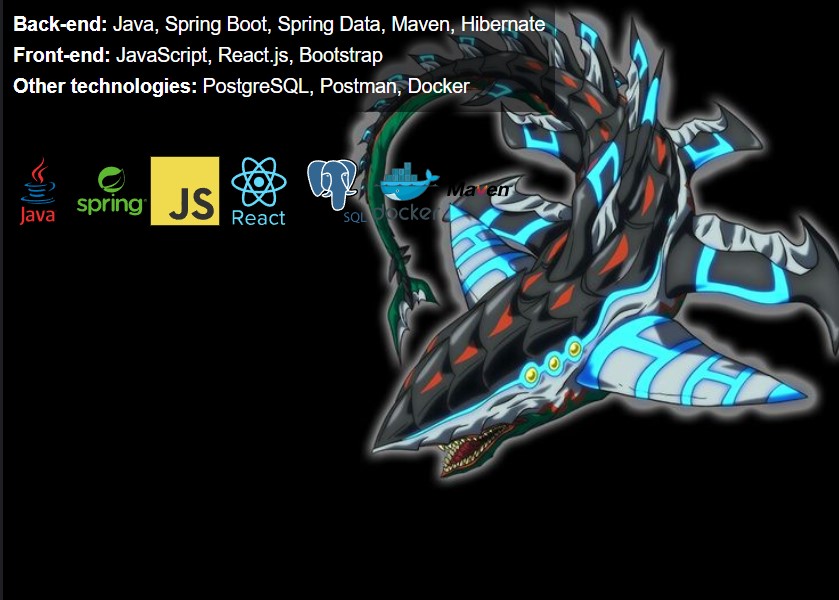 Back-end: Java, Spring Boot, Spring Data, Maven, Hibernate
Front-end: JavaScript, React.js, Bootstrap
Other technologies: PostgreSQL, Postman, Docker
Java spring JS React SQL docker Maven